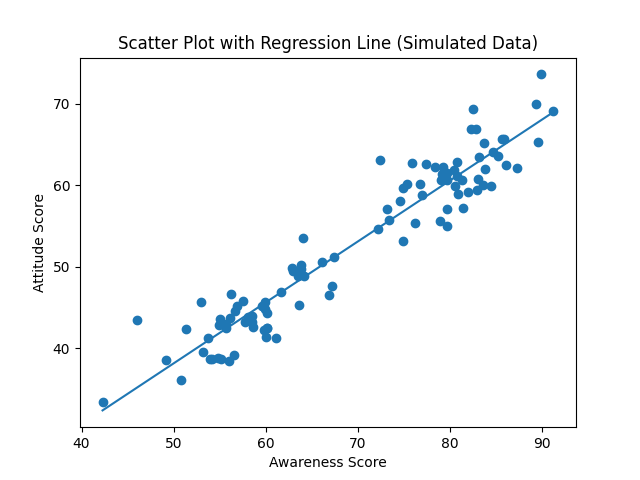 Scatter Plot with Regression Line (Simulated Data)
70
60
50
40
Attitude Score
40 50 60 70 80 90
Awareness Score